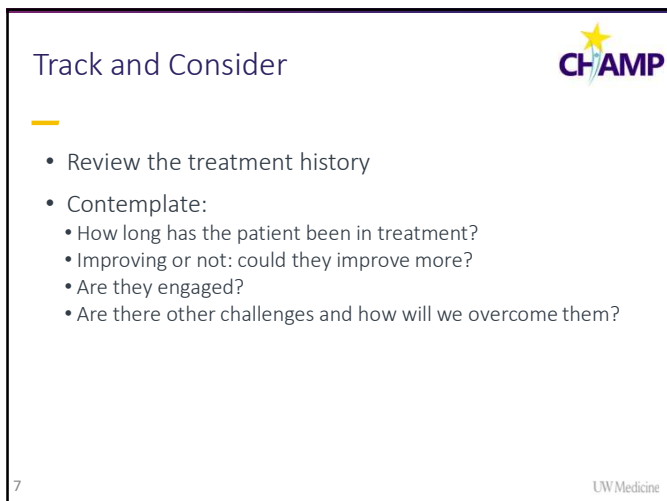 Track and Consider
CHAMP
• Review the treatment history
• Contemplate:
• How long has the patient been in treatment?
• Improving or not: could they improve more?
• Are they engaged?
• Are there other challenges and how will we overcome them?
7
UW Medicine